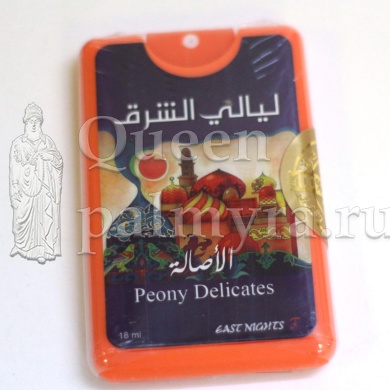 ليالي الشرق
Queen
palmyra.ru
الأصالة
Peony Delicates
18 ml
EAST NIGHTS